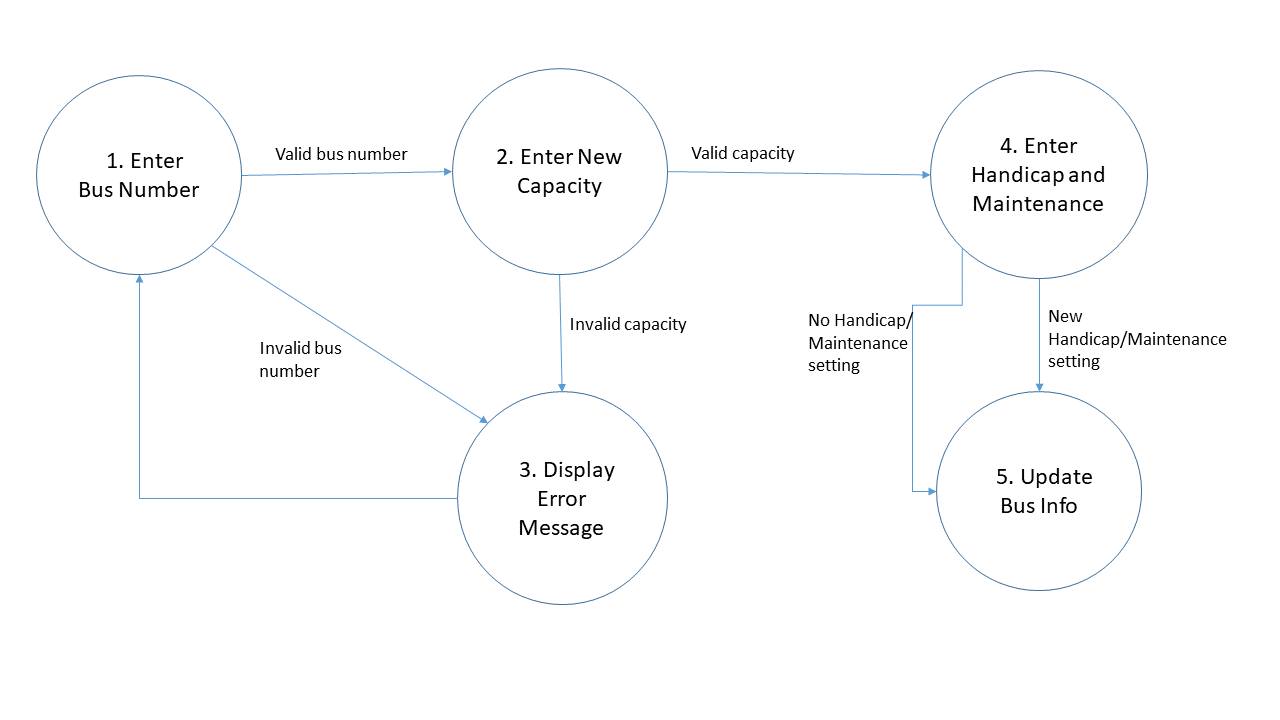 1. Enter
Bus Number
Valid bus number
2. Enter New
Capacity
Valid capacity
4. Enter
Handicap and
Maintenance
Invalid bus
number
Invalid capacity
No Handicap/
Maintenance
setting
New
Handicap/Maintenance
setting
3. Display
Error
Message
5. Update
Bus Info